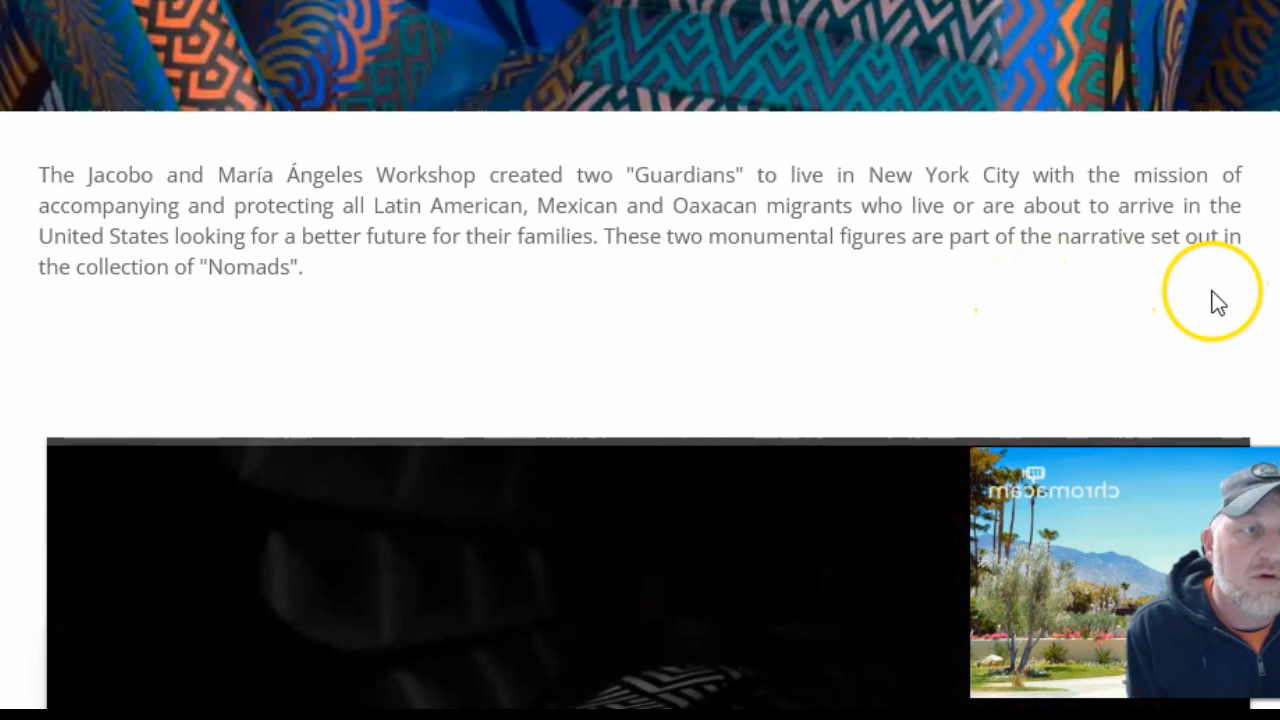 The Jacobo and María Ángeles Workshop created two "Guardians" to live in New York City with the mission of
accompanying and protecting all Latin American, Mexican and Oaxacan migrants who live or are about to arrive in the
United States looking for a better future for their families. These two monumental figures are part of the narrative set out in
the collection of "Nomads".
chromacam